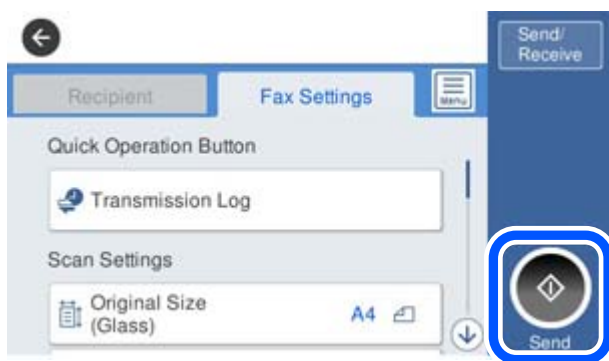 Send/
Receive
Recipient
Fax Settings
Menu
Quick Operation Button
Transmission Log
Scan Settings
Original Size
(Glass)
A4
Send